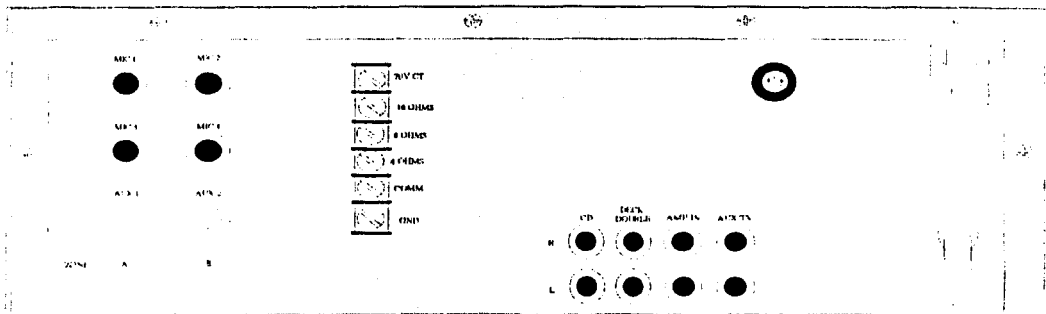 MIC 1 MIC 2
MIC 3 MIC 4
AUX 1 AUX 2
ZONE A B
70V CT
16 OHMS
8 OHMS
4 OHMS
COMM
GND
CD DECK DOUBLE AMP IN AUX
R
L